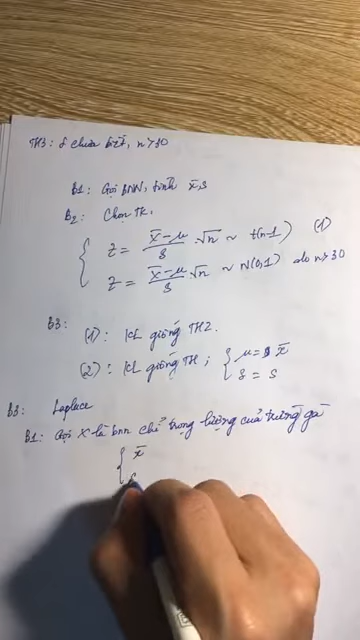 TH3: δ chưa biết, n > 30
B1: Gọi BNN, tính x̄, s
B2: Chọn TK.
Z = (x̄ - μ)/s . √n ~ t(n-1) (1)
Z = (x̄ - μ)/s √n ~ N(0,1) do n > 30
B3: (1): KL giống TH2.
(2): KL giống TH ; { μ = x̄
δ = s
B3: Laplace
B1: Gọi X là bnn chỉ trọng lượng của trứng gà
{ x̄